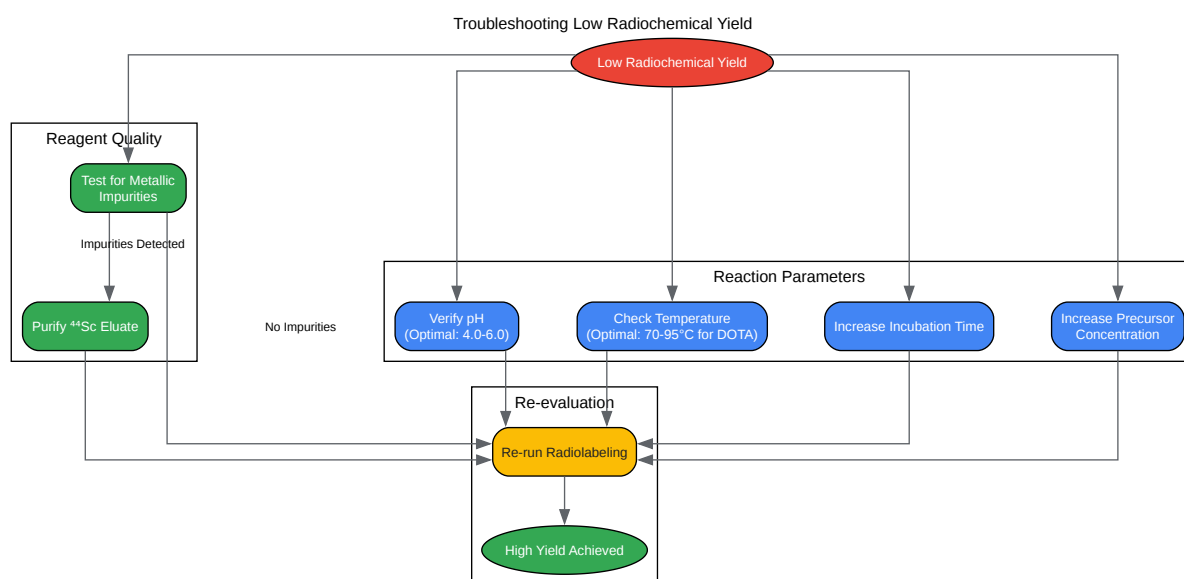 Troubleshooting Low Radiochemical Yield
Low Radiochemical Yield
Reagent Quality
Test for Metallic
Impurities
Impurities Detected
Purify ⁴⁴Sc Eluate
No Impurities
Reaction Parameters
Verify pH
(Optimal: 4.0-6.0)
Check Temperature
(Optimal: 70-95°C for DOTA)
Increase Incubation Time
Increase Precursor
Concentration
Re-evaluation
Re-run Radiolabeling
High Yield Achieved